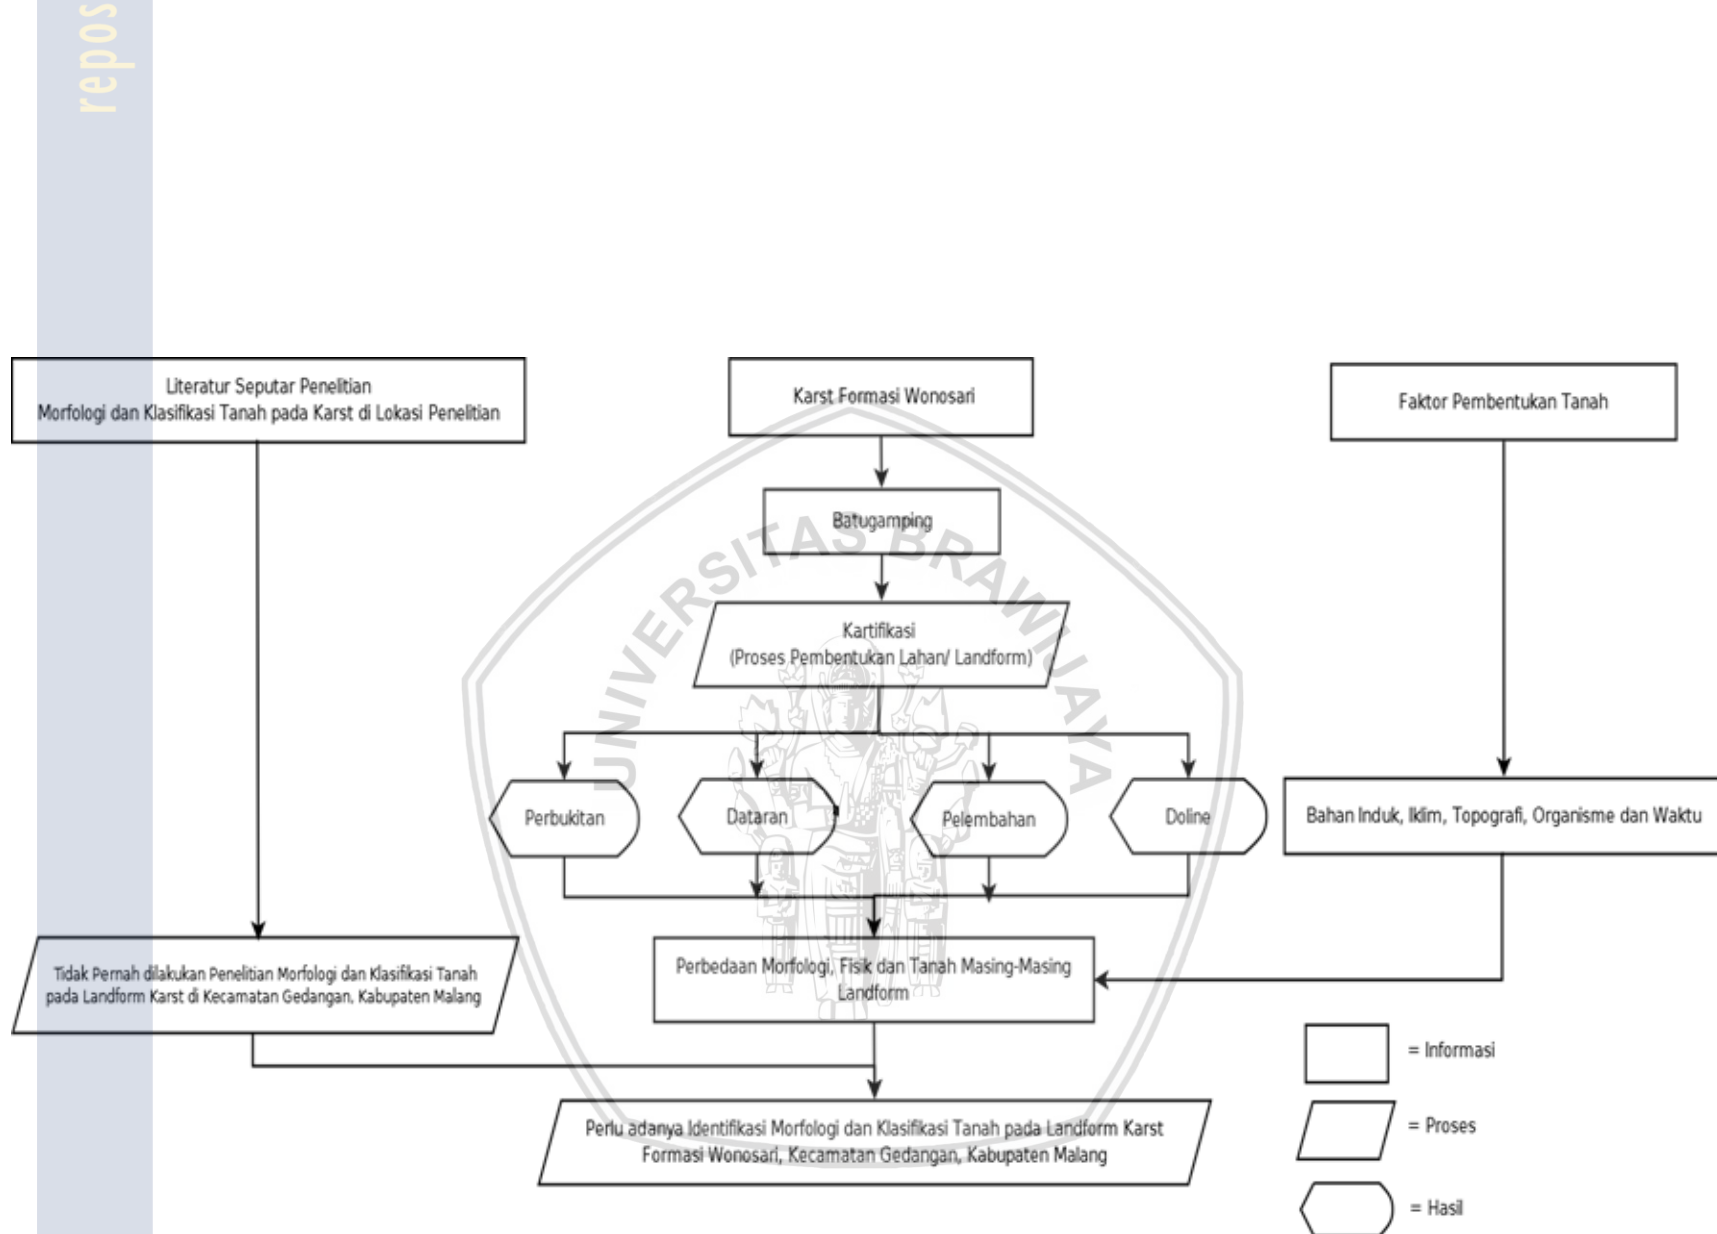 repos
Literatur Seputar Penelitian
Morfologi dan Klasifikasi Tanah pada Karst di Lokasi Penelitian
Karst Formasi Wonosari
Faktor Pembentukan Tanah
Batugamping
UNIVERSITAS BRAWIJAYA
Kartifikasi
(Proses Pembentukan Lahan/ Landform)
Perbukitan
Dataran
Pelembahan
Doline
Bahan Induk, Iklim, Topografi, Organisme dan Waktu
Tidak Pernah dilakukan Penelitian Morfologi dan Klasifikasi Tanah
pada Landform Karst di Kecamatan Gedangan, Kabupaten Malang
Perbedaan Morfologi, Fisik dan Tanah Masing-Masing
Landform
Perlu adanya Identifikasi Morfologi dan Klasifikasi Tanah pada Landform Karst
Formasi Wonosari, Kecamatan Gedangan, Kabupaten Malang
= Informasi
= Proses
= Hasil